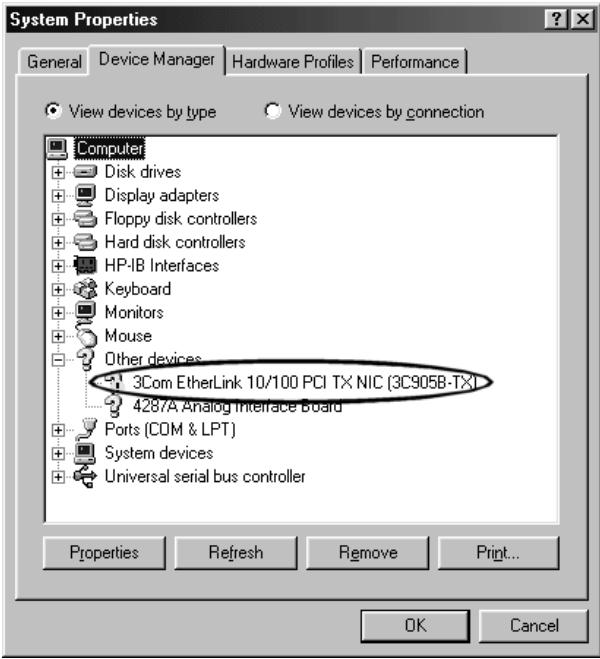 System Properties
General Device Manager Hardware Profiles Performance
View devices by type View devices by connection
Computer
Disk drives
Display adapters
Floppy disk controllers
Hard disk controllers
HP-IB Interfaces
Keyboard
Monitors
Mouse
Other devices
3Com EtherLink 10/100 PCI TX NIC (3C905B-TX)
4287A Analog Interface Board
Ports (COM & LPT)
System devices
Universal serial bus controller
Properties Refresh Remove Print...
OK Cancel